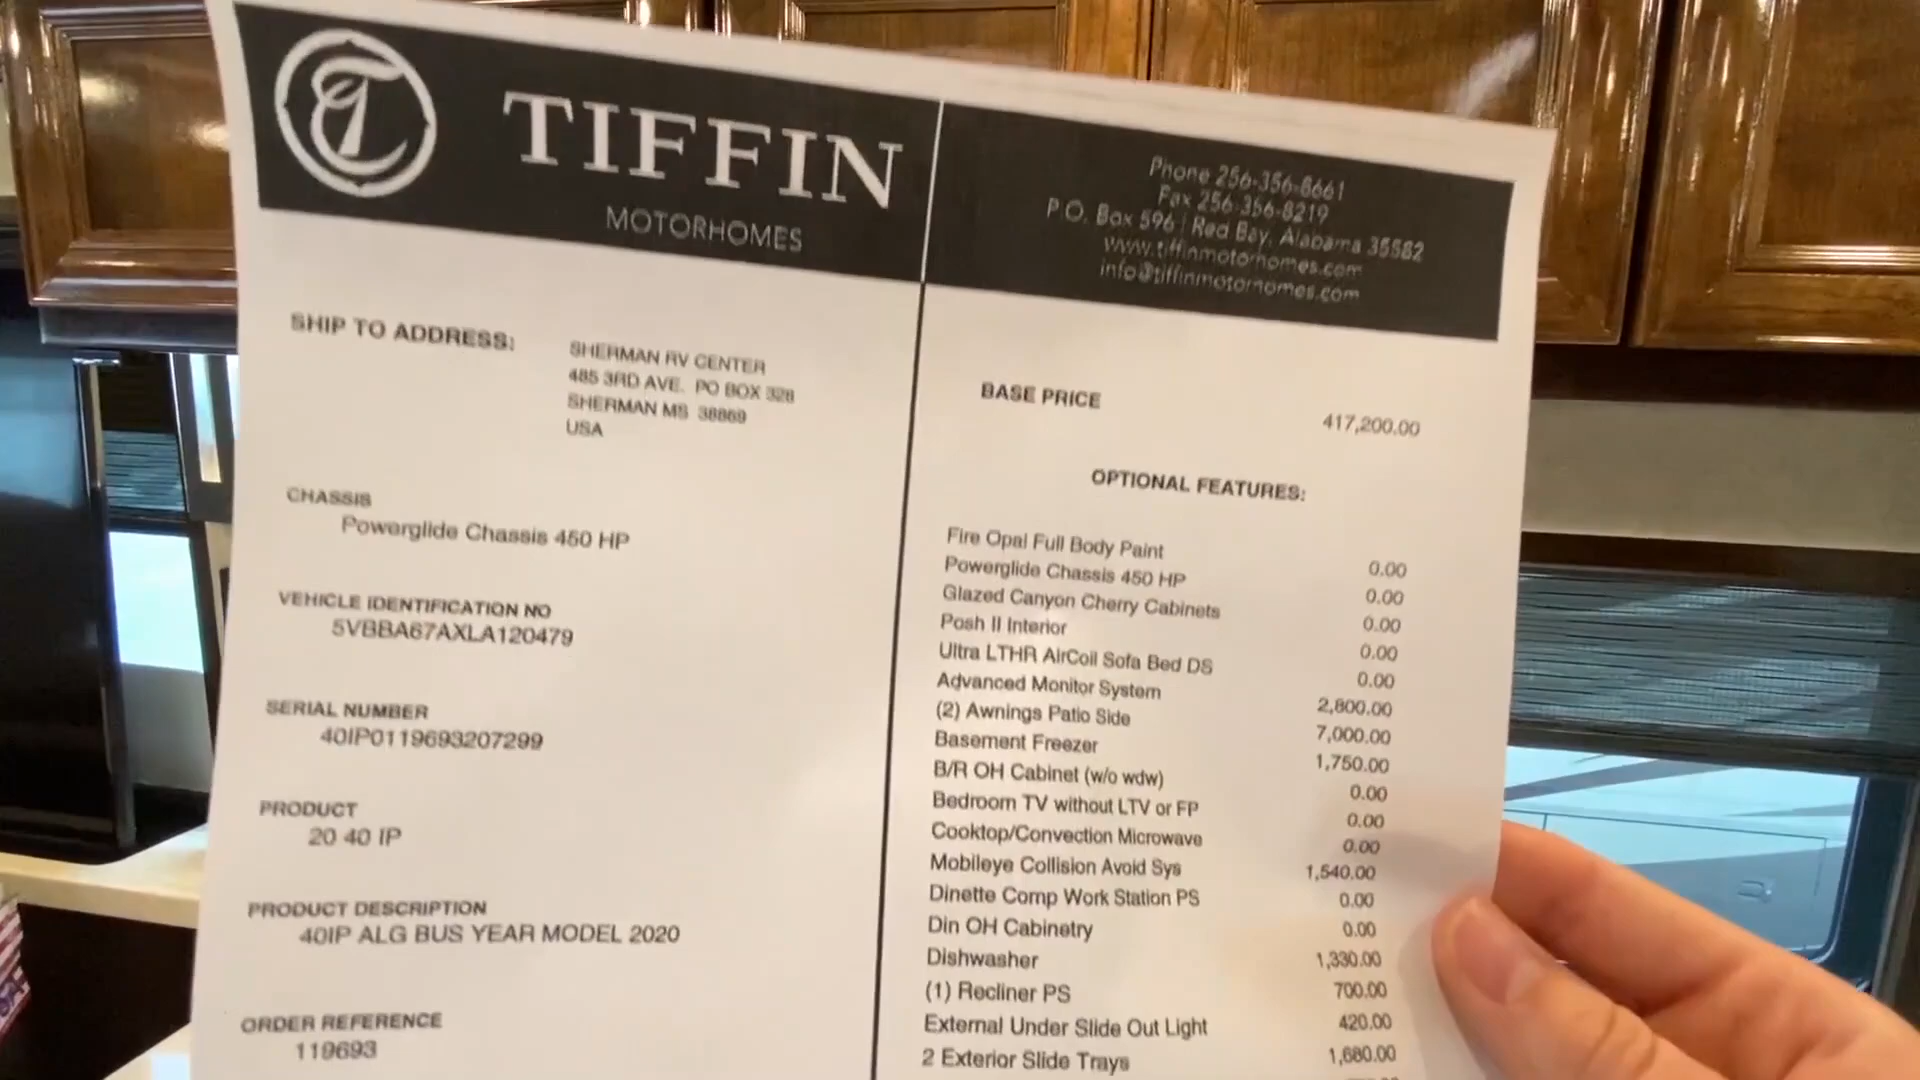 TIFFIN
MOTORHOMES
Phone 256-356-8661
Fax 256-356-8219
P.O. Box 596 | Red Bay, Alabama 35582
www.tiffinmotorhomes.com
info@tiffinmotorhomes.com
SHIP TO ADDRESS:
SHERMAN RV CENTER
485 3RD AVE. PO BOX 328
SHERMAN MS 38869
USA
CHASSIS
Powerglide Chassis 450 HP
VEHICLE IDENTIFICATION NO
5VBBA67AXLA120479
SERIAL NUMBER
40IP0119693207299
PRODUCT
20 40 IP
PRODUCT DESCRIPTION
40IP ALG BUS YEAR MODEL 2020
ORDER REFERENCE
119693
BASE PRICE 417,200.00
OPTIONAL FEATURES:
Fire Opal Full Body Paint 0.00
Powerglide Chassis 450 HP 0.00
Glazed Canyon Cherry Cabinets 0.00
Posh II Interior 0.00
Ultra LTHR AirCoil Sofa Bed DS 0.00
Advanced Monitor System 2,800.00
(2) Awnings Patio Side 7,000.00
Basement Freezer 1,750.00
B/R OH Cabinet (w/o wdw) 0.00
Bedroom TV without LTV or FP 0.00
Cooktop/Convection Microwave 0.00
Mobileye Collision Avoid Sys 1,540.00
Dinette Comp Work Station PS 0.00
Din OH Cabinetry 0.00
Dishwasher 1,330.00
(1) Recliner PS 700.00
External Under Slide Out Light 420.00
2 Exterior Slide Trays 1,680.00